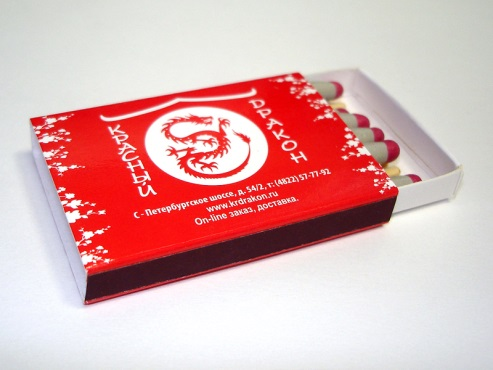 КРАСНЫЙ
ДРАКОН
С - Петербургское шоссе, д. 54/2, т: (4822) 57-77-92
www.krdrakon.ru
On-line заказ, доставка.